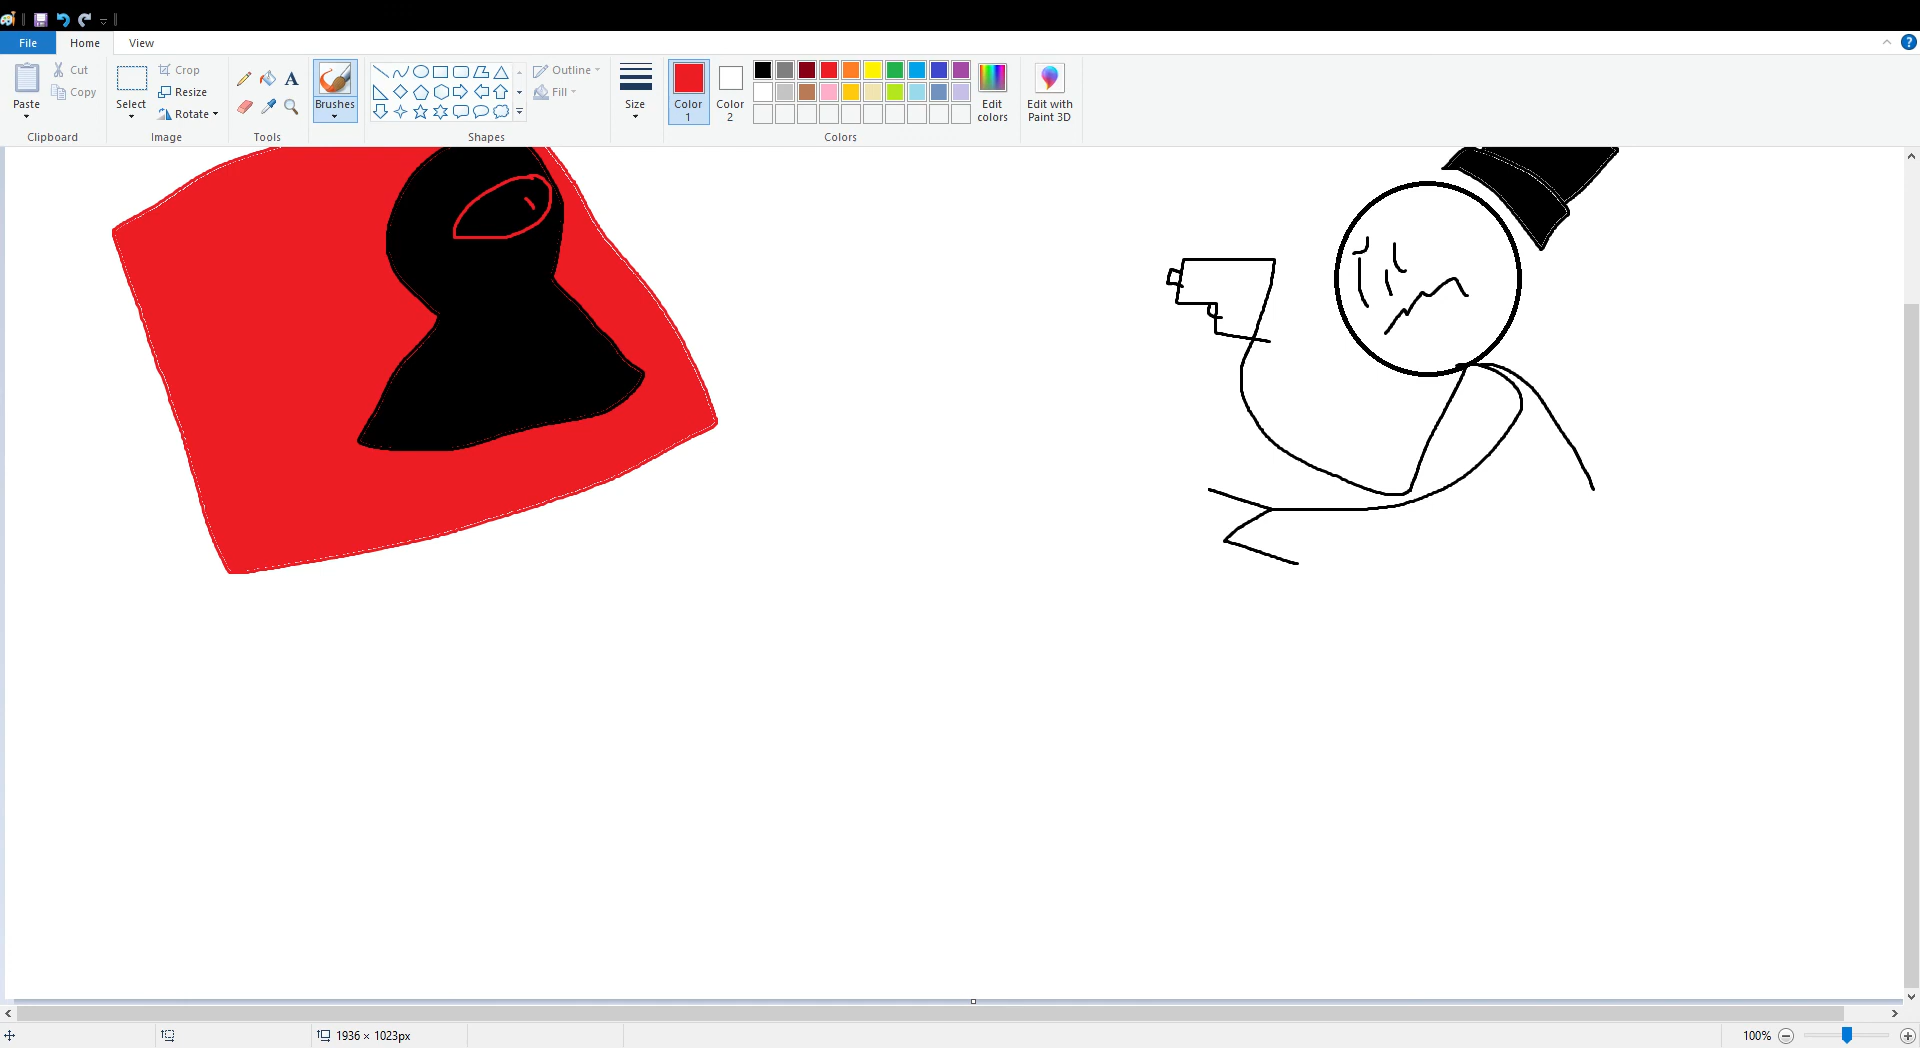 File Home View
Paste Cut Copy Clipboard
Select Crop Resize Rotate Image
A Tools
Brushes
Shapes Outline Fill
Size
Color 1 Color 2 Edit colors Colors
Edit with Paint 3D
?
1936 × 1023px 100%